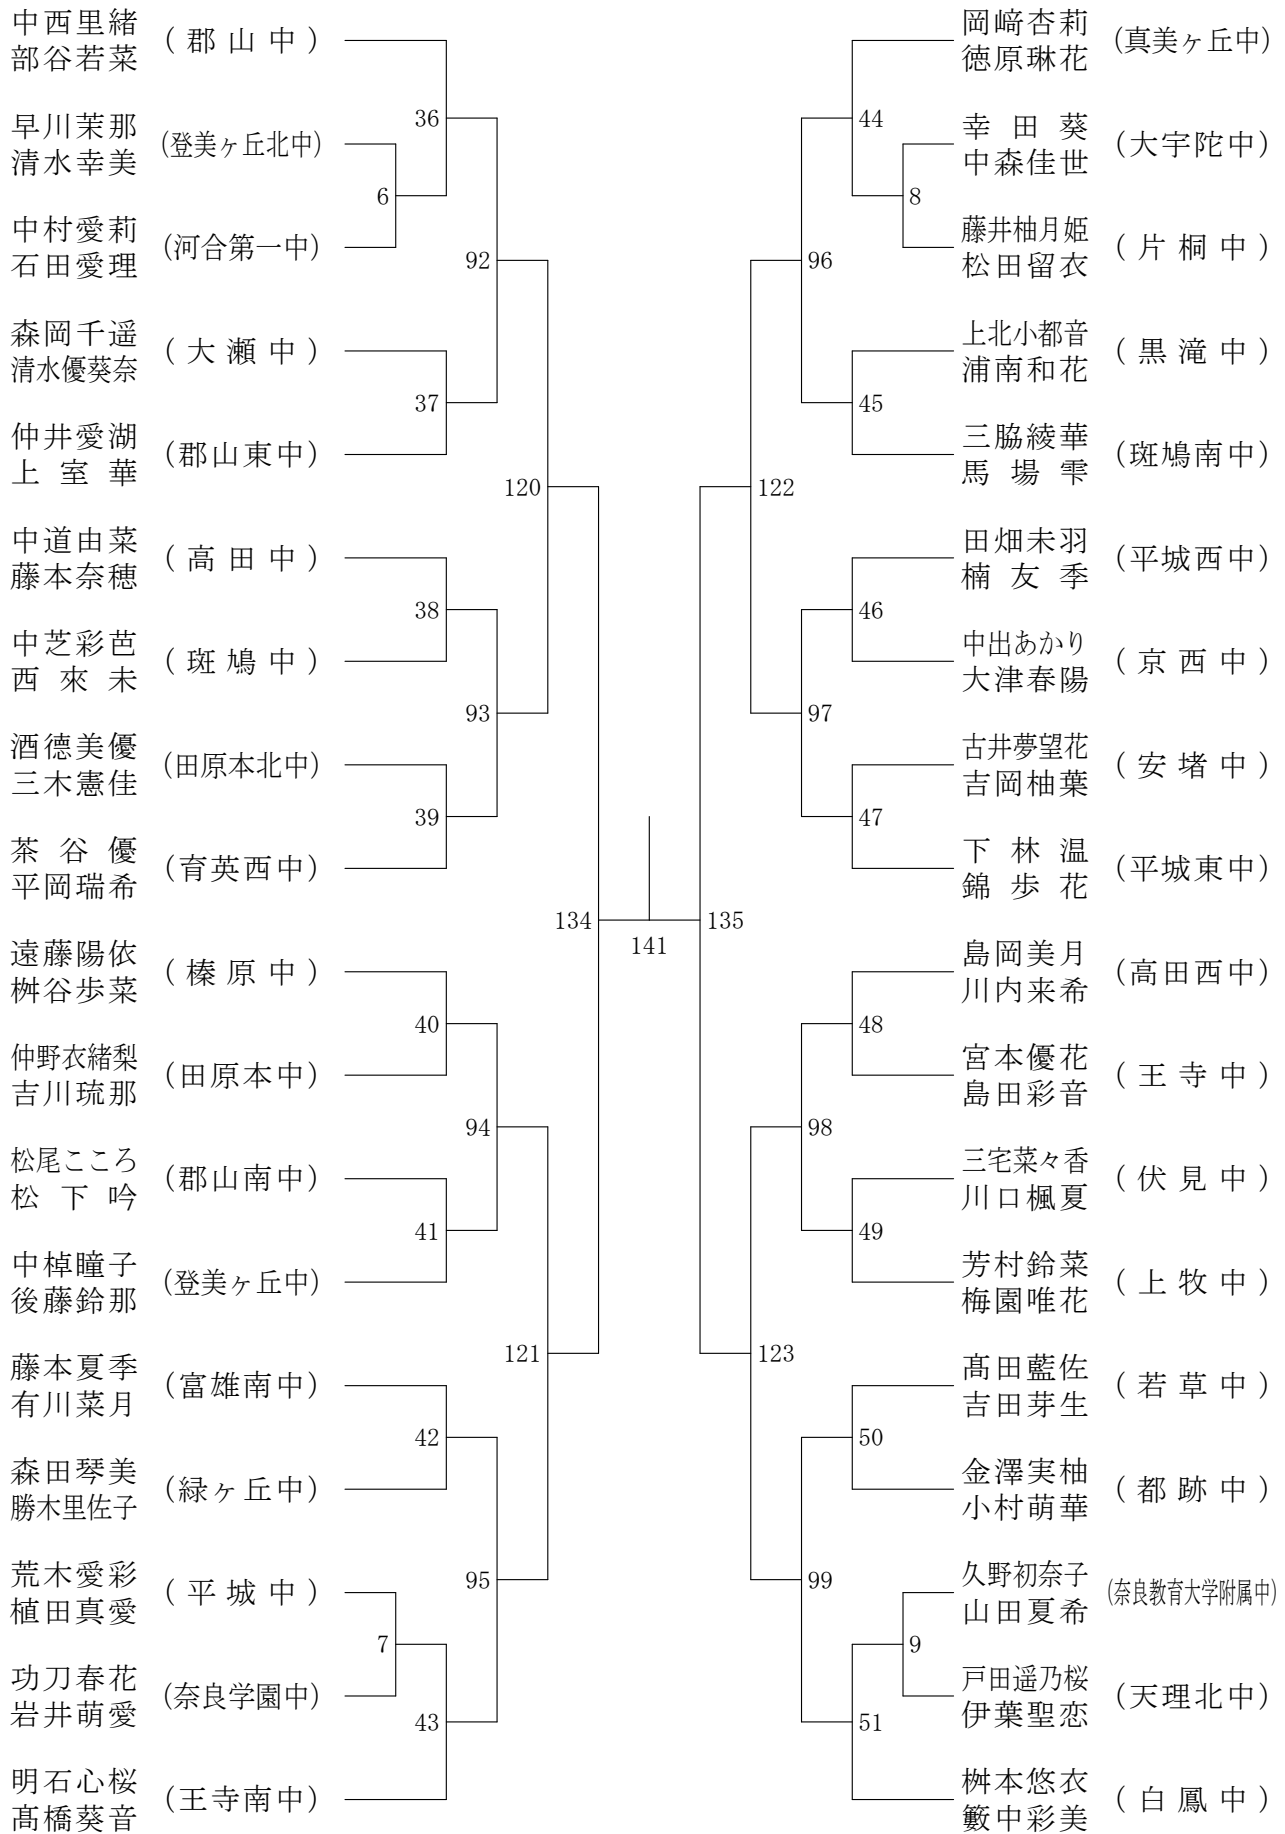 中西里緒
部谷若菜
(郡山中)
早川茉那
清水幸美
(登美ヶ丘北中)
中村愛莉
石田愛理
(河合第一中)
森岡千遥
清水優葵奈
(大瀬中)
仲井愛湖
上室華
(郡山東中)
中道由菜
藤本奈穂
(高田中)
中芝彩芭
西來未
(斑鳩中)
酒德美優
三木憲佳
(田原本北中)
茶谷優
平岡瑞希
(育英西中)
遠藤陽依
桝谷歩菜
(榛原中)
仲野衣緒梨
吉川琉那
(田原本中)
松尾こころ
松下吟
(郡山南中)
中棹瞳子
後藤鈴那
(登美ヶ丘中)
藤本夏季
有川菜月
(富雄南中)
森田琴美
勝木里佐子
(緑ヶ丘中)
荒木愛彩
植田真愛
(平城中)
功刀春花
岩井萌愛
(奈良学園中)
明石心桜
髙橋葵音
(王寺南中)
36
6
92
37
120
38
93
39
134
40
94
41
121
42
95
7
43
141
岡﨑杏莉
徳原琳花
(真美ヶ丘中)
幸田葵
中森佳世
(大宇陀中)
藤井柚月姫
松田留衣
(片桐中)
上北小都音
浦南和花
(黒滝中)
三脇綾華
馬場雫
(斑鳩南中)
田畑未羽
楠友季
(平城西中)
中出あかり
大津春陽
(京西中)
古井夢望花
吉岡柚葉
(安堵中)
下林温
錦歩花
(平城東中)
島岡美月
川内来希
(高田西中)
宮本優花
島田彩音
(王寺中)
三宅菜々香
川口楓夏
(伏見中)
芳村鈴菜
梅園唯花
(上牧中)
髙田藍佐
吉田芽生
(若草中)
金澤実柚
小村萌華
(都跡中)
久野初奈子
山田夏希
(奈良教育大学附属中)
戸田遥乃桜
伊葉聖恋
(天理北中)
桝本悠衣
籔中彩美
(白鳳中)
44
8
96
45
122
46
97
47
135
48
98
49
123
50
99
9
51